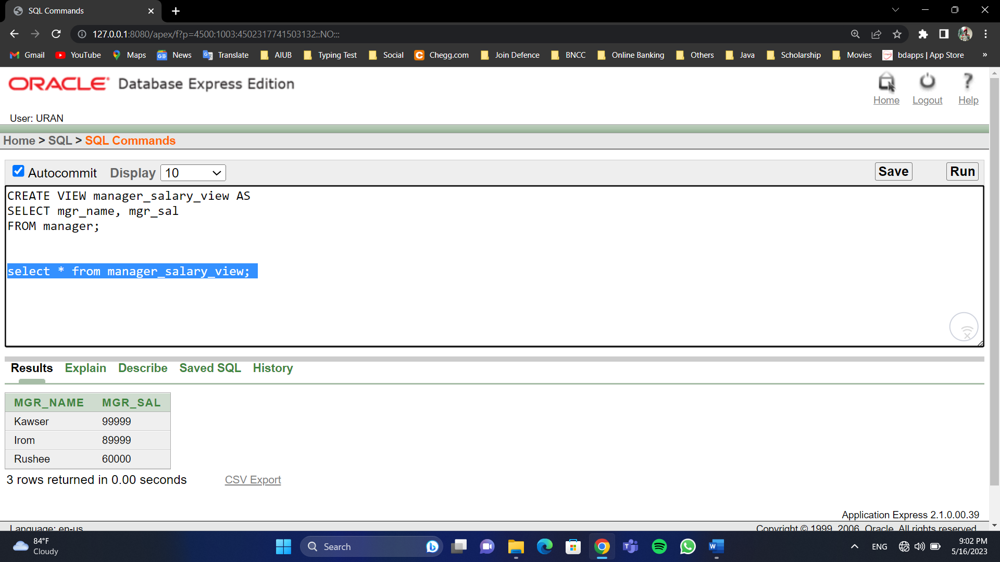 SQL Commands
127.0.0.1:8080/apex/f?p=4500:1003:4502317741503132::NO:::
Gmail YouTube Maps News Translate AIUB Typing Test Social Chegg.com Join Defence BNCC Online Banking Others Java Scholarship Movies bdapps | App Store »
ORACLE Database Express Edition
Home Logout Help
User: URAN
Home > SQL > SQL Commands
Autocommit Display 10 Save Run
CREATE VIEW manager_salary_view AS
SELECT mgr_name, mgr_sal
FROM manager;
select * from manager_salary_view;
Results Explain Describe Saved SQL History
MGR_NAME MGR_SAL
Kawser 99999
Irom 89999
Rushee 60000
3 rows returned in 0.00 seconds CSV Export
Application Express 2.1.0.00.39
Language: en-us Copyright © 1999, 2006, Oracle. All rights reserved.
84°F
Cloudy
Search
ENG
9:02 PM
5/16/2023